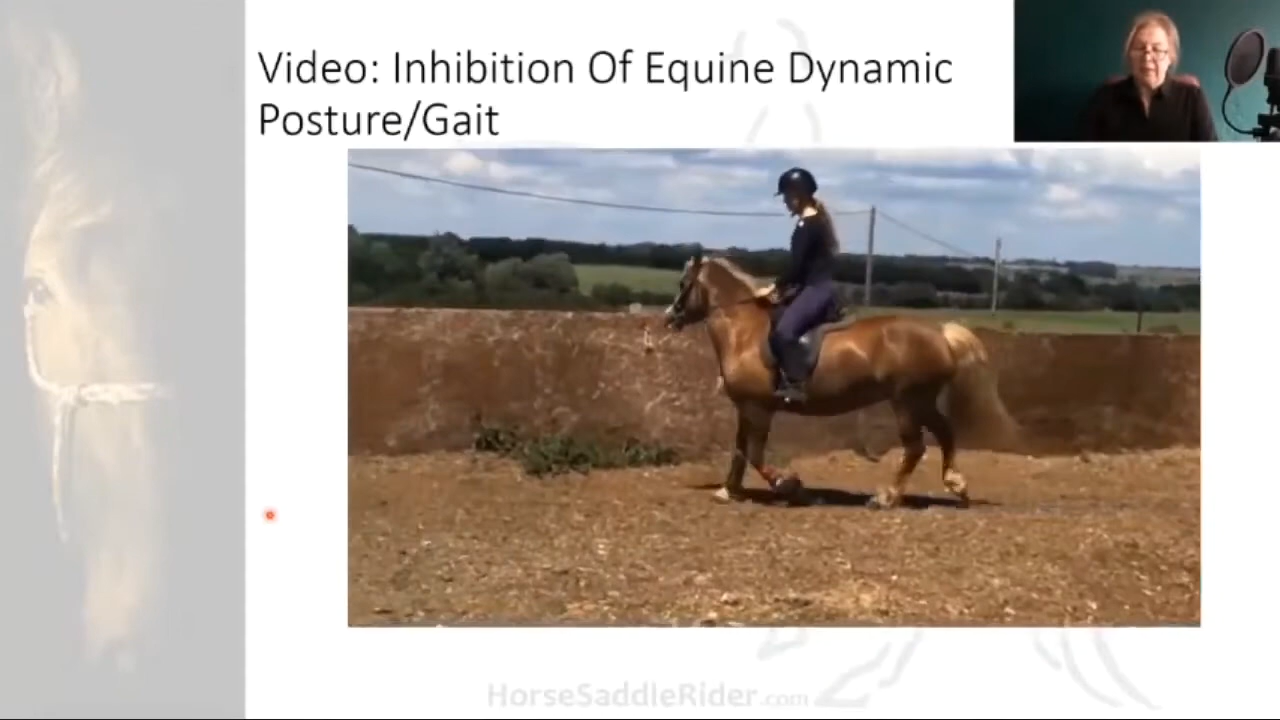 Video: Inhibition Of Equine Dynamic
Posture/Gait
HorseSaddleRider.com